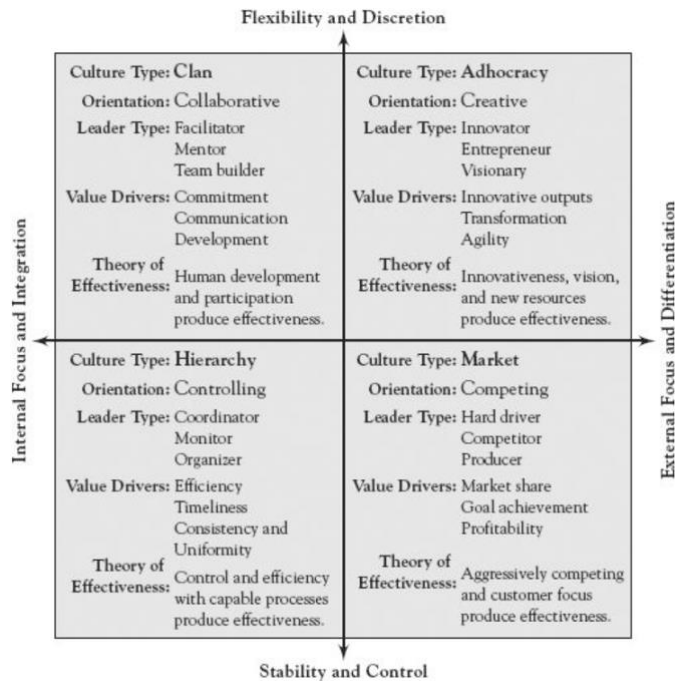 Flexibility and Discretion
Culture Type: Clan
Orientation: Collaborative
Leader Type: Facilitator
Mentor
Team builder
Value Drivers: Commitment
Communication
Development
Theory of
Effectiveness: Human development
and participation
produce effectiveness.
Culture Type: Adhocracy
Orientation: Creative
Leader Type: Innovator
Entrepreneur
Visionary
Value Drivers: Innovative outputs
Transformation
Agility
Theory of
Effectiveness: Innovativeness, vision,
and new resources
produce effectiveness.
Internal Focus and Integration
External Focus and Differentiation
Culture Type: Hierarchy
Orientation: Controlling
Leader Type: Coordinator
Monitor
Organizer
Value Drivers: Efficiency
Timeliness
Consistency and
Uniformity
Theory of
Effectiveness: Control and efficiency
with capable processes
produce effectiveness.
Culture Type: Market
Orientation: Competing
Leader Type: Hard driver
Competitor
Producer
Value Drivers: Market share
Goal achievement
Profitability
Theory of
Effectiveness: Aggressively competing
and customer focus
produce effectiveness.
Stability and Control